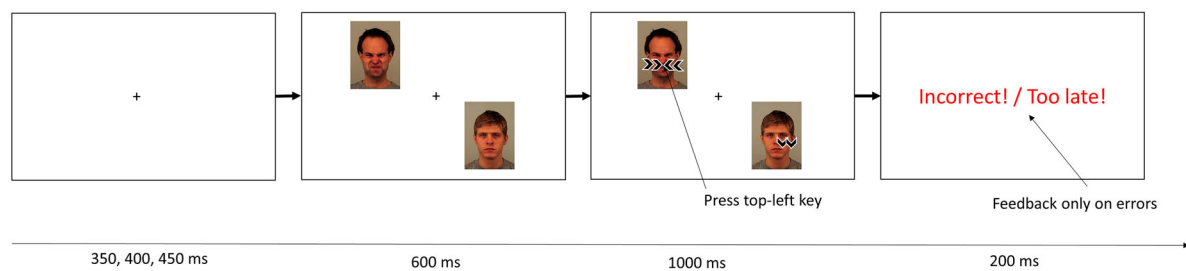 Incorrect! / Too late!
Press top-left key
Feedback only on errors
350, 400, 450 ms
600 ms
1000 ms
200 ms